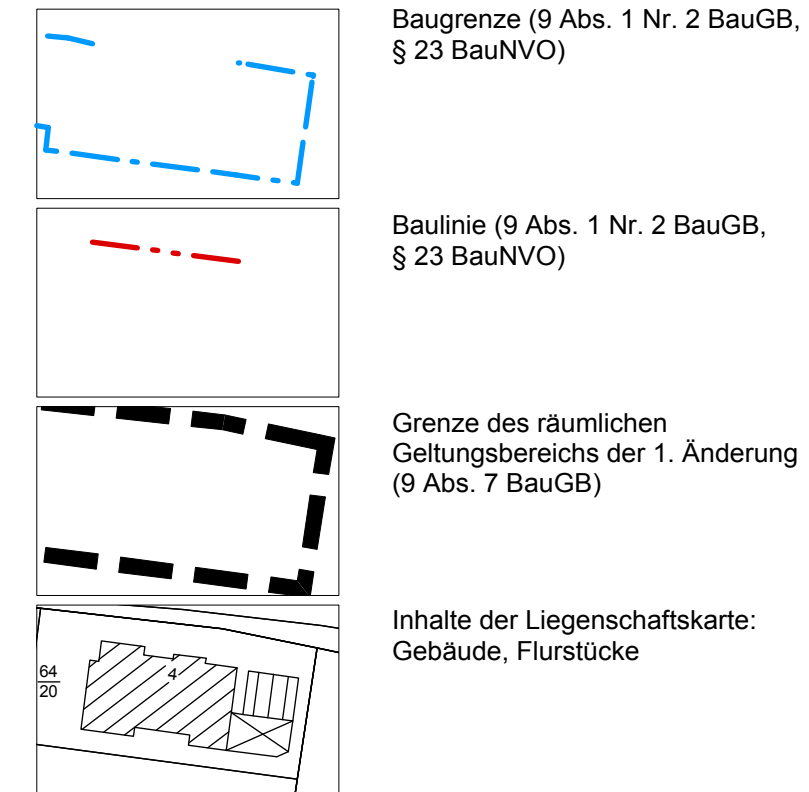 Baugrenze (9 Abs. 1 Nr. 2 BauGB,
§ 23 BauNVO)
Baulinie (9 Abs. 1 Nr. 2 BauGB,
§ 23 BauNVO)
Grenze des räumlichen
Geltungsbereichs der 1. Änderung
(9 Abs. 7 BauGB)
Inhalte der Liegenschaftskarte:
Gebäude, Flurstücke
4
64
20